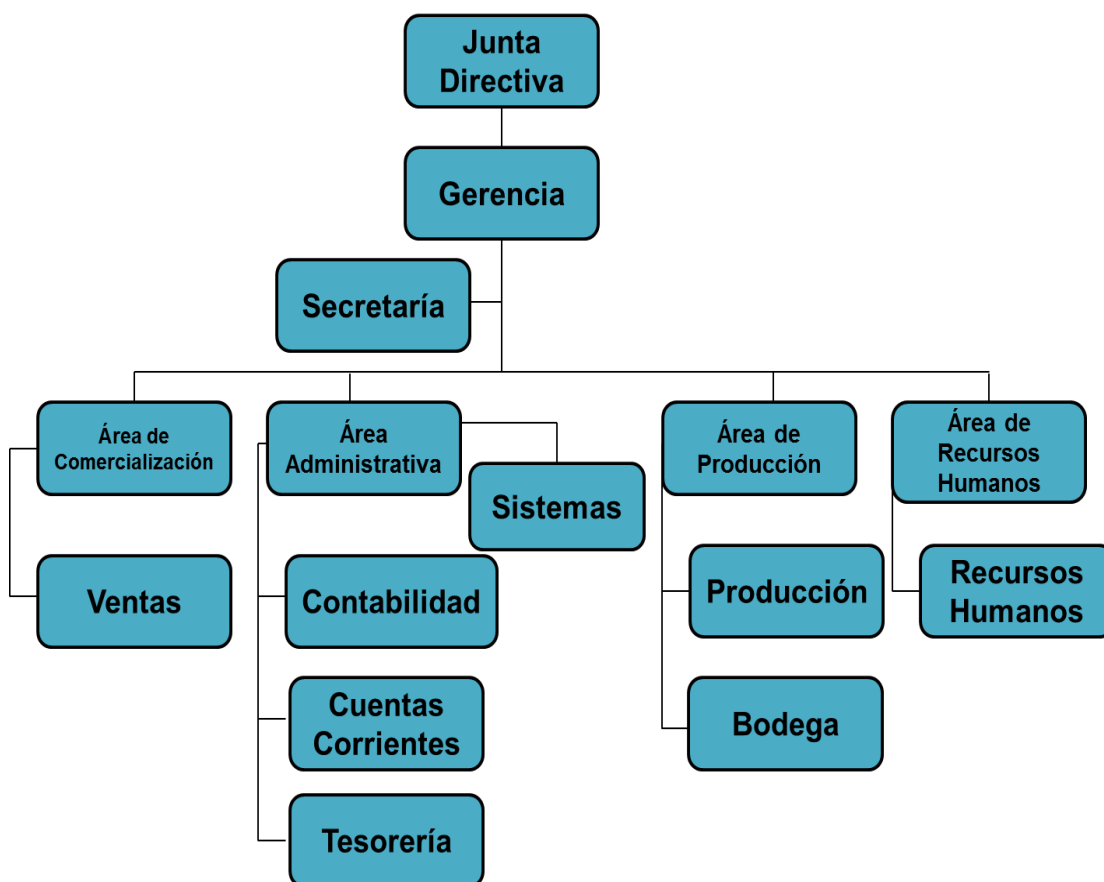 Junta
Directiva
Gerencia
Secretaría
Área de
Comercialización
Área
Administrativa
Sistemas
Área de
Producción
Área de
Recursos
Humanos
Ventas
Contabilidad
Producción
Recursos
Humanos
Cuentas
Corrientes
Bodega
Tesorería